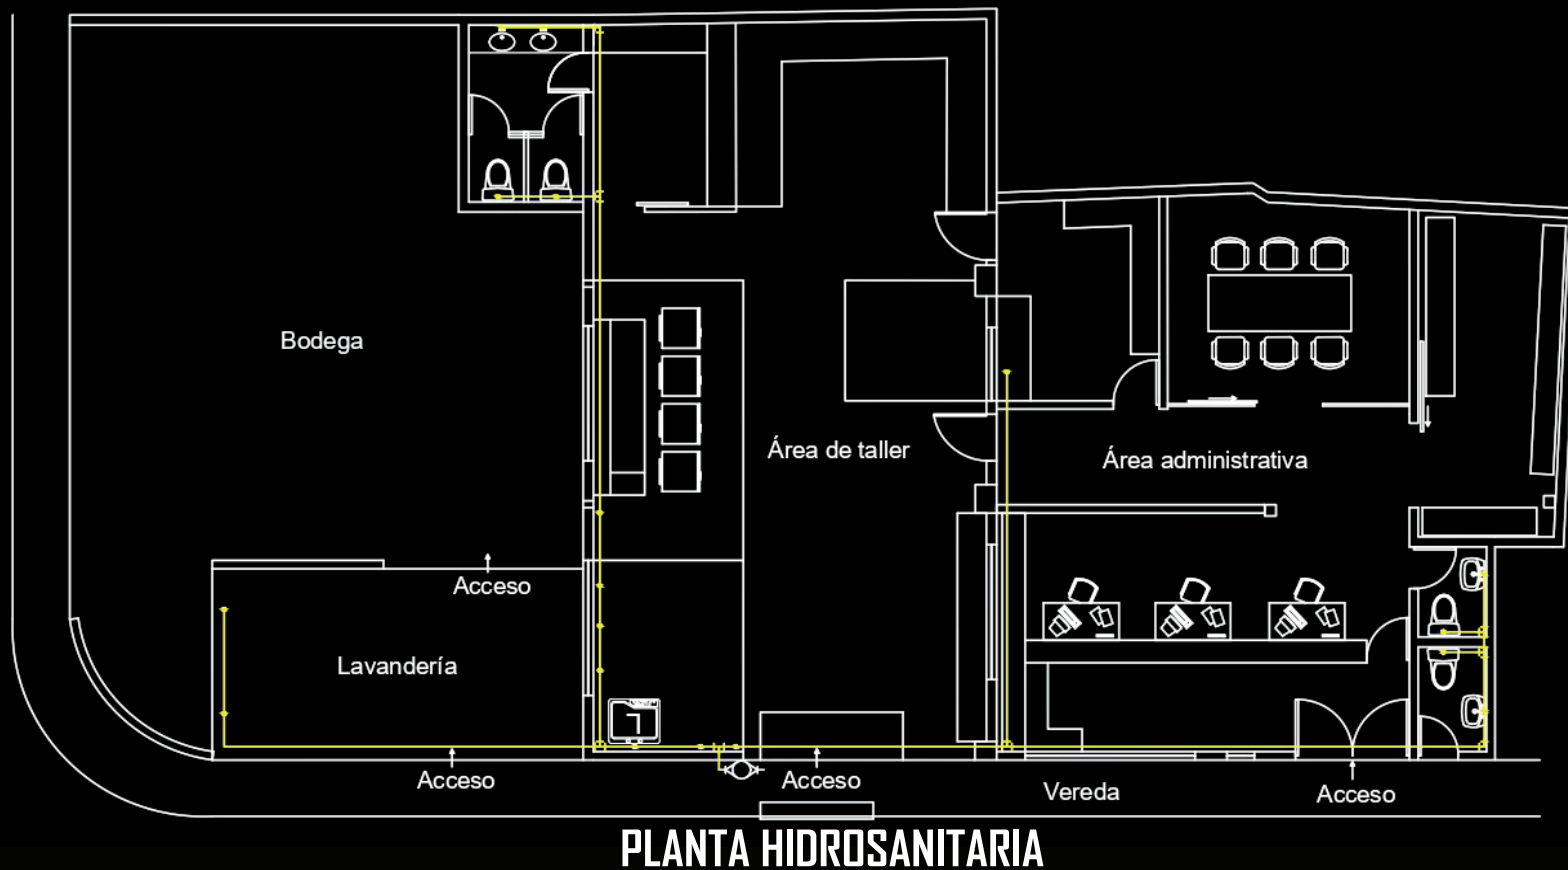 Bodega
Área de taller
Área administrativa
Acceso
Lavandería
Acceso
Acceso
Vereda
Acceso
PLANTA HIDROSANITARIA